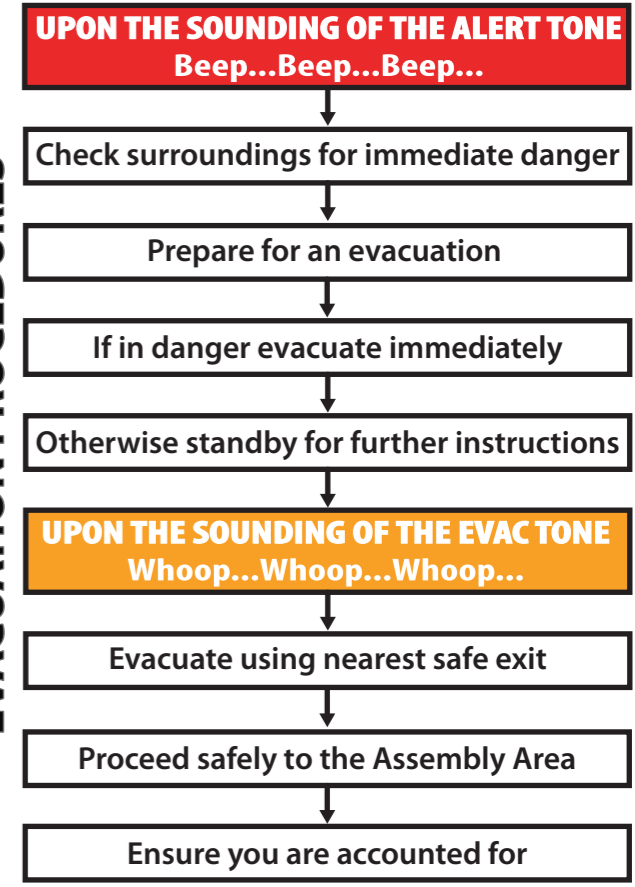 UPON THE SOUNDING OF THE ALERT TONE
Beep...Beep...Beep...
Check surroundings for immediate danger
Prepare for an evacuation
If in danger evacuate immediately
Otherwise standby for further instructions
UPON THE SOUNDING OF THE EVAC TONE
Whoop...Whoop...Whoop...
Evacuate using nearest safe exit
Proceed safely to the Assembly Area
Ensure you are accounted for